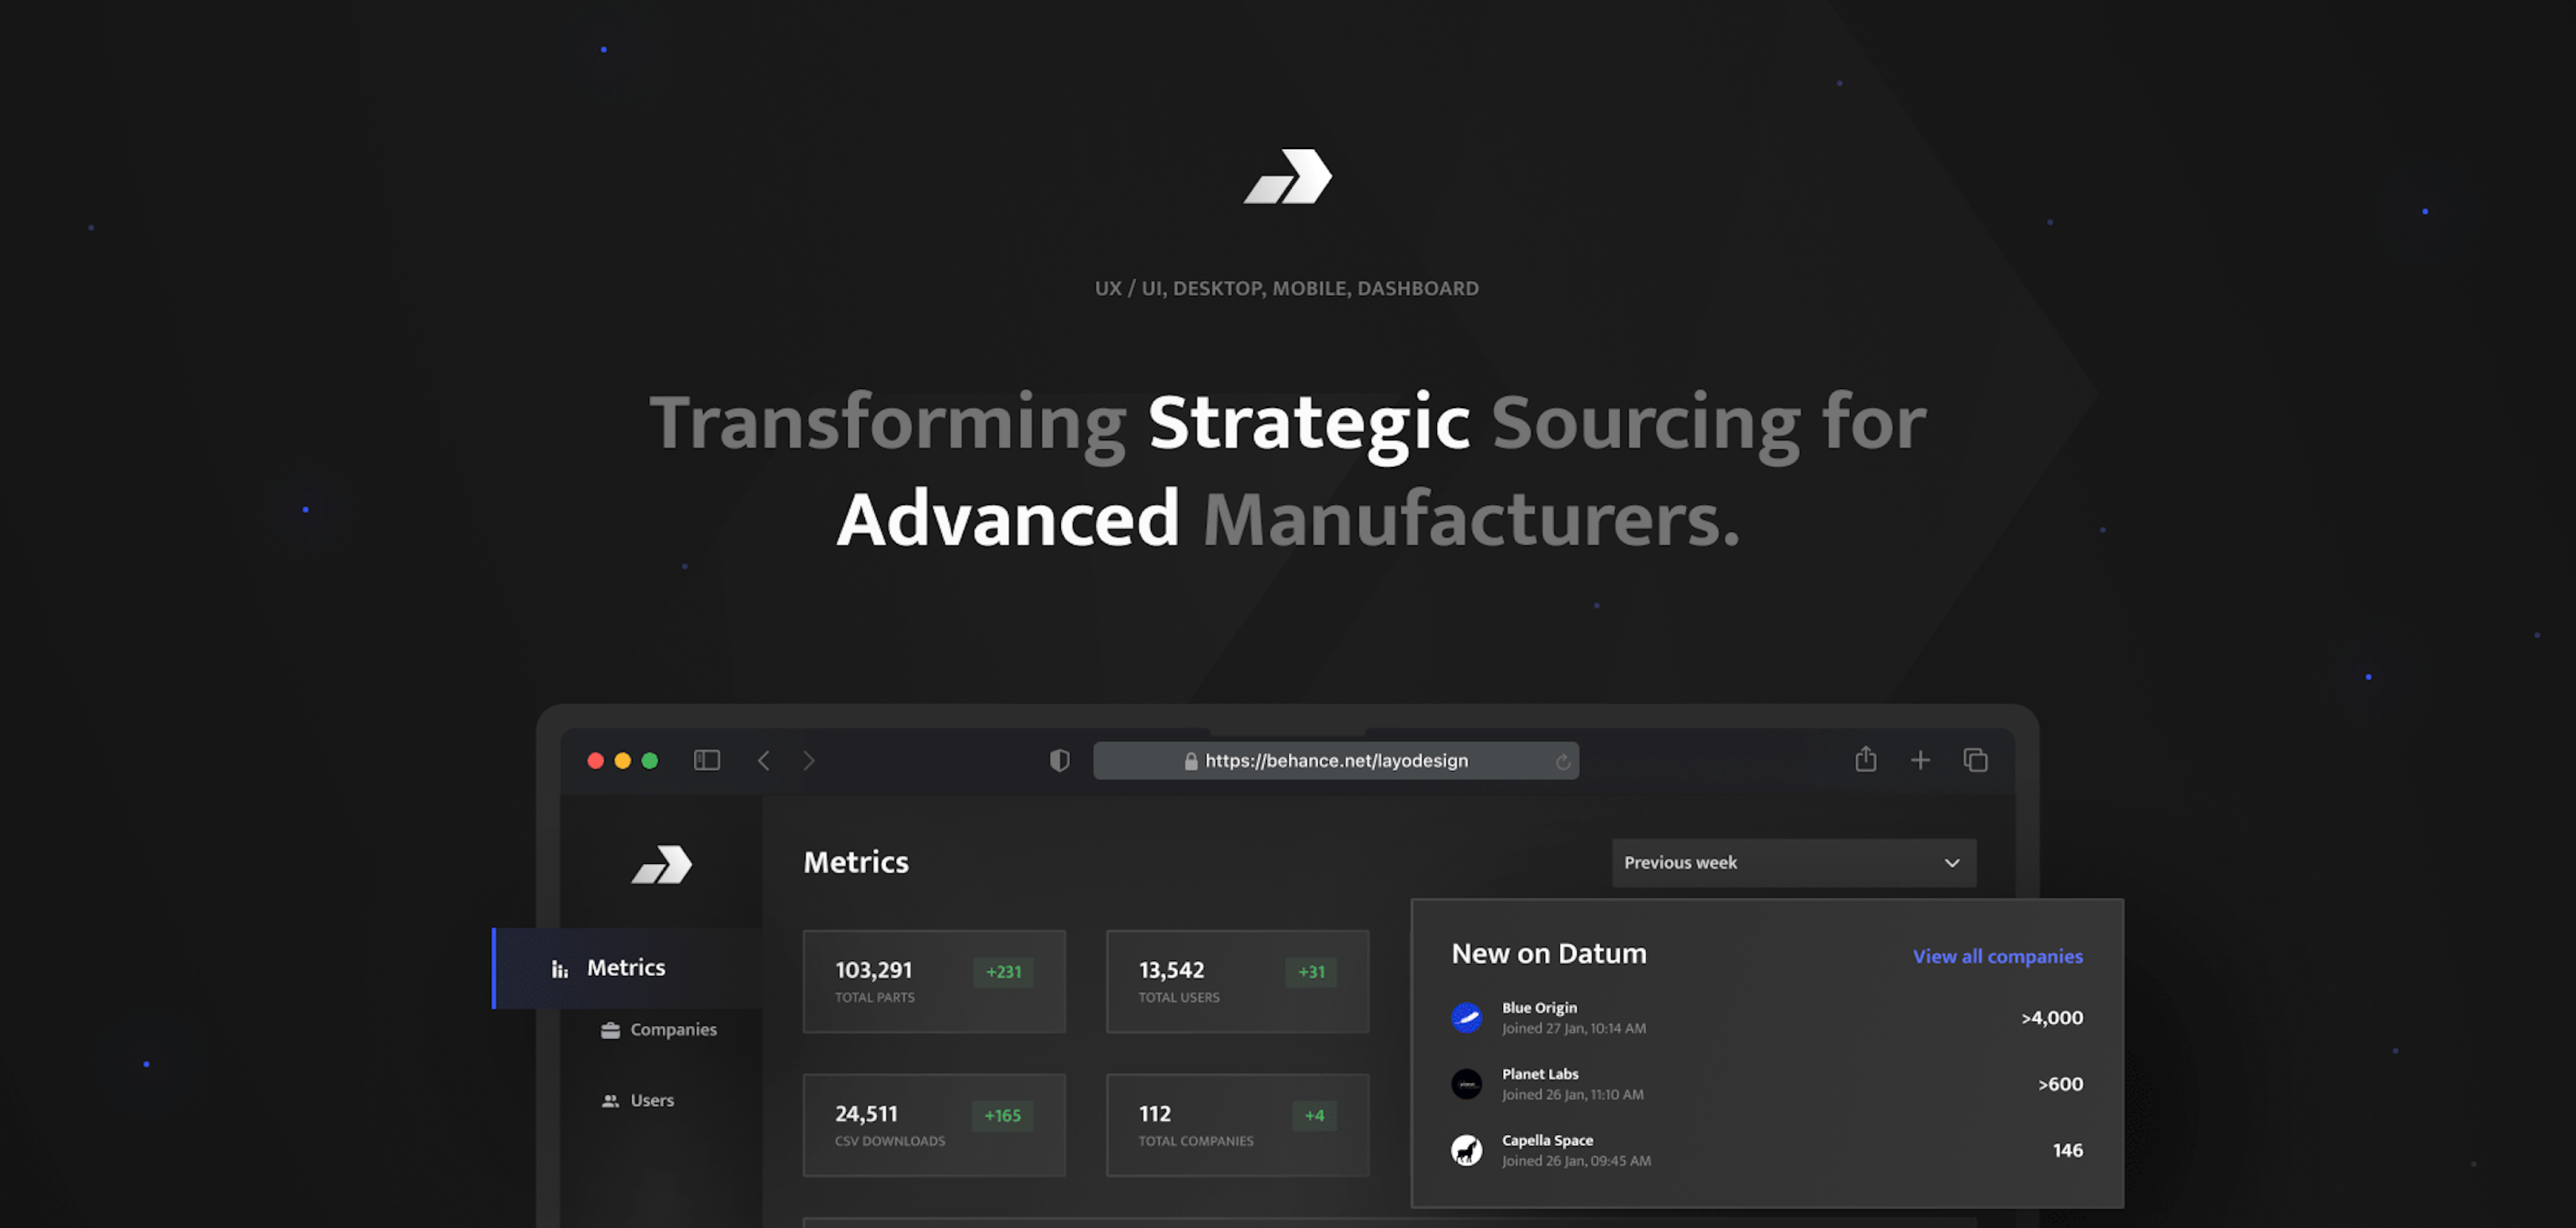 UX / UI, DESKTOP, MOBILE, DASHBOARD
Transforming Strategic Sourcing for
Advanced Manufacturers.
https://behance.net/layodesign
Metrics
Companies
Users
Metrics
Previous week
103,291
+231
TOTAL PARTS
13,542
+31
TOTAL USERS
24,511
+165
CSV DOWNLOADS
112
+4
TOTAL COMPANIES
New on Datum
View all companies
Blue Origin
Joined 27 Jan, 10:14 AM
>4,000
Planet Labs
Joined 26 Jan, 11:10 AM
>600
Capella Space
Joined 26 Jan, 09:45 AM
146